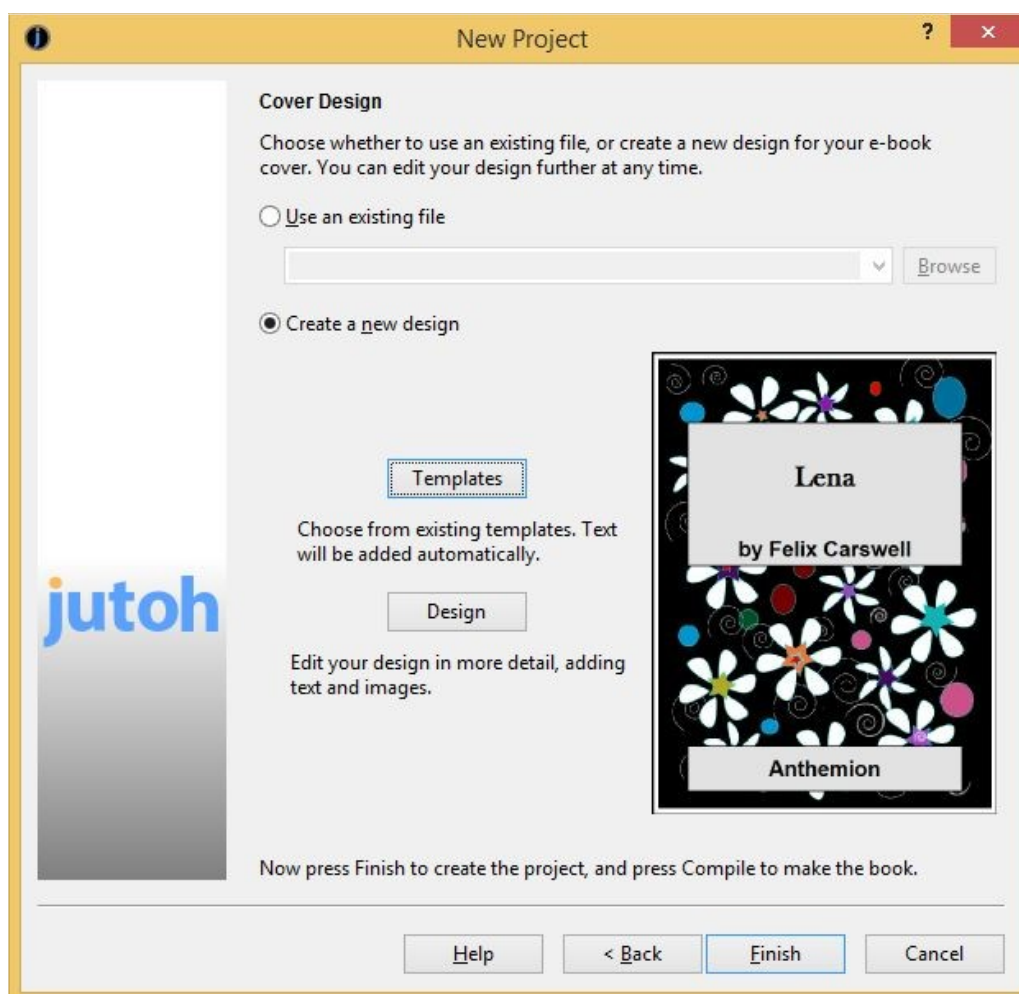 New Project
?
Cover Design
Choose whether to use an existing file, or create a new design for your e-book
cover. You can edit your design further at any time.
Use an existing file
Browse
Create a new design
Templates
Choose from existing templates. Text
will be added automatically.
Design
Edit your design in more detail, adding
text and images.
Lena
by Felix Carswell
Anthemion
jutoh
Now press Finish to create the project, and press Compile to make the book.
Help
< Back
Finish
Cancel